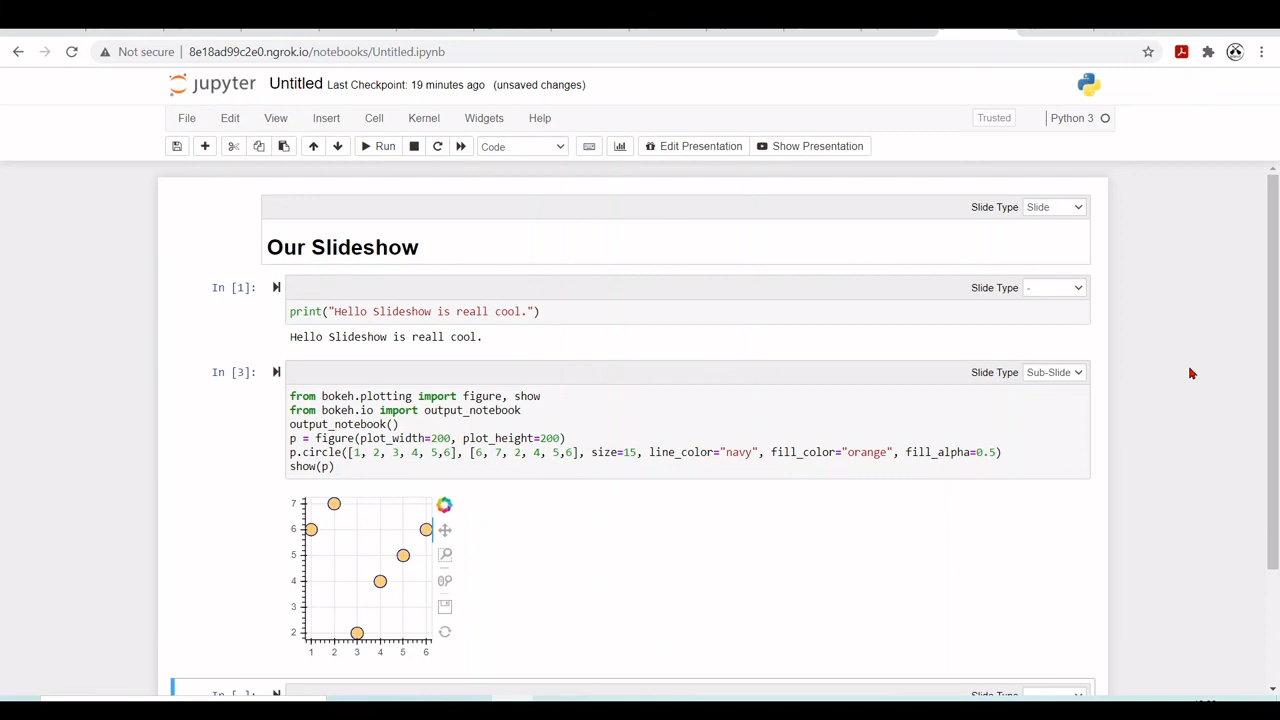 Not secure | 8e18ad99c2e0.ngrok.io/notebooks/Untitled.ipynb
jupyter Untitled Last Checkpoint: 19 minutes ago (unsaved changes)
File Edit View Insert Cell Kernel Widgets Help Trusted Python 3
Run Code Edit Presentation Show Presentation
Slide Type Slide
Our Slideshow
In [1]: Slide Type -
print("Hello Slideshow is reall cool.")
Hello Slideshow is reall cool.
In [3]: Slide Type Sub-Slide
from bokeh.plotting import figure, show
from bokeh.io import output_notebook
output_notebook()
p = figure(plot_width=200, plot_height=200)
p.circle([1, 2, 3, 4, 5,6], [6, 7, 2, 4, 5,6], size=15, line_color="navy", fill_color="orange", fill_alpha=0.5)
show(p)
7
6
5
4
3
2
1 2 3 4 5 6
In [ ]: Slide Type